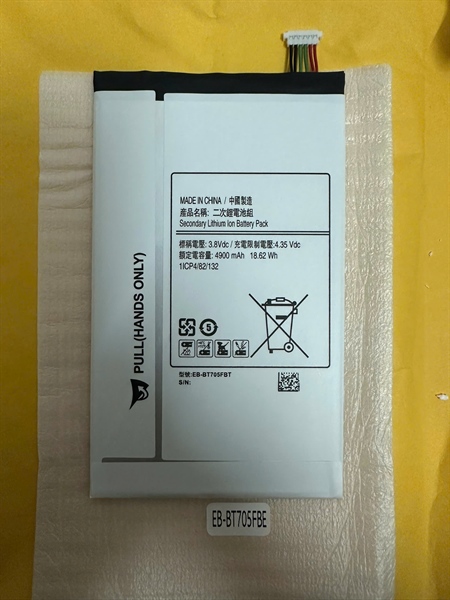 MADE IN CHINA / 中國製造
產品名稱: 二次鋰電池組
Secondary Lithium Ion Battery Pack
標稱電壓: 3.8Vdc / 充電限制電壓:4.35 Vdc
額定電容量: 4900 mAh 18.62 Wh
1ICP4/82/132
5
型號:EB-BT705FBT
S/N:
PULL(HANDS ONLY)
EB-BT705FBE